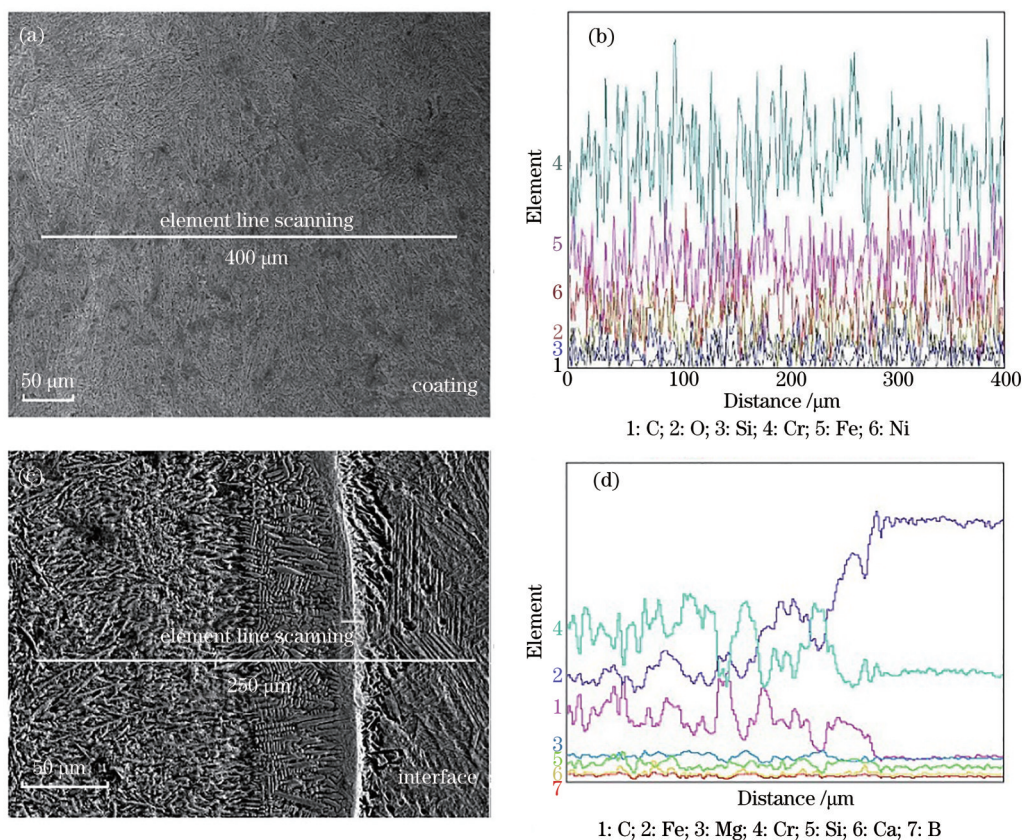 (a)
element line scanning
400 μm
50 μm
coating
(b)
Element
4
5
6
2
3
1
0 100 200 300 400
Distance /μm
1: C; 2: O; 3: Si; 4: Cr; 5: Fe; 6: Ni
(c)
element line scanning
250 μm
50 μm
interface
(d)
Element
4
2
1
3
5
6
7
Distance /μm
1: C; 2: Fe; 3: Mg; 4: Cr; 5: Si; 6: Ca; 7: B